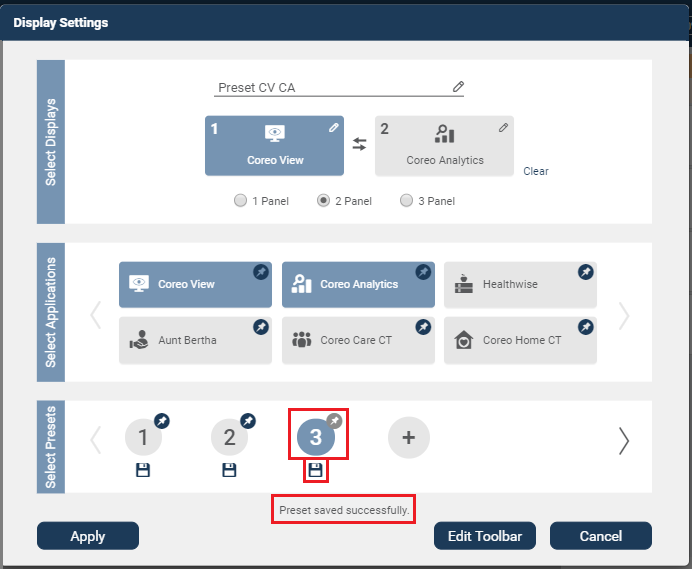 Display Settings
Select Displays
Preset CV CA
1
Coreo View
2
Coreo Analytics
Clear
1 Panel
2 Panel
3 Panel
Select Applications
Coreo View
Coreo Analytics
Healthwise
Aunt Bertha
Coreo Care CT
Coreo Home CT
Select Presets
1
2
3
+
Preset saved successfully.
Apply
Edit Toolbar
Cancel